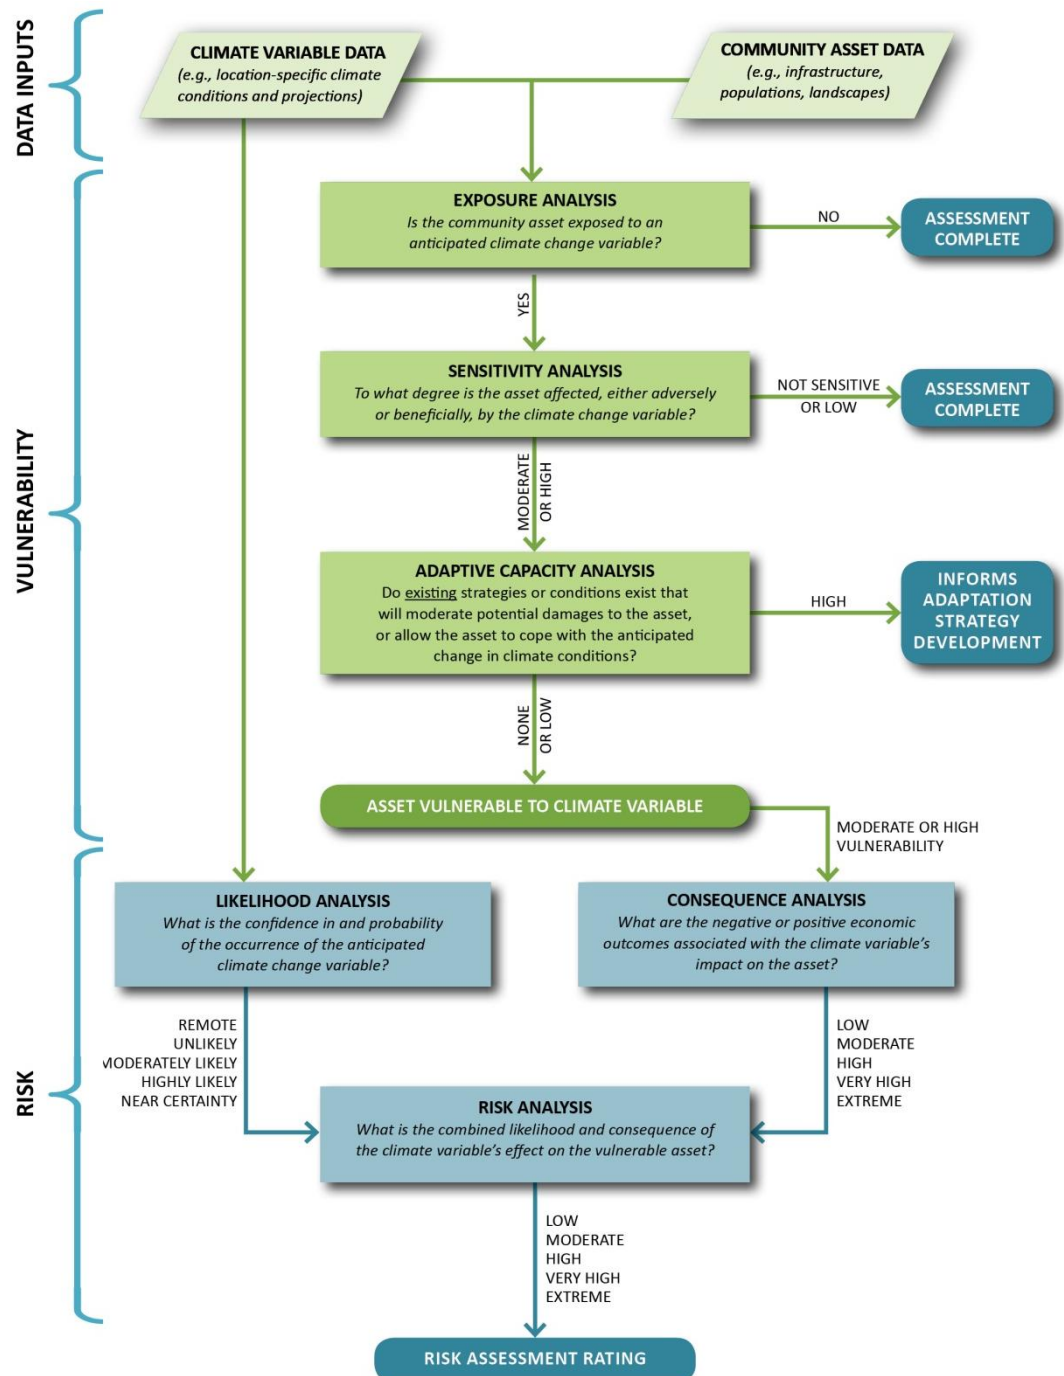 DATA INPUTS
CLIMATE VARIABLE DATA
(e.g., location-specific climate
conditions and projections)
COMMUNITY ASSET DATA
(e.g., infrastructure,
populations, landscapes)
VULNERABILITY
EXPOSURE ANALYSIS
Is the community asset exposed to an
anticipated climate change variable?
NO
ASSESSMENT
COMPLETE
YES
SENSITIVITY ANALYSIS
To what degree is the asset affected, either adversely
or beneficially, by the climate change variable?
NOT SENSITIVE
OR LOW
ASSESSMENT
COMPLETE
MODERATE
OR HIGH
ADAPTIVE CAPACITY ANALYSIS
Do existing strategies or conditions exist that
will moderate potential damages to the asset,
or allow the asset to cope with the anticipated
change in climate conditions?
HIGH
INFORMS
ADAPTATION
STRATEGY
DEVELOPMENT
NONE
OR LOW
ASSET VULNERABLE TO CLIMATE VARIABLE
MODERATE OR HIGH
VULNERABILITY
RISK
LIKELIHOOD ANALYSIS
What is the confidence in and probability
of the occurrence of the anticipated
climate change variable?
CONSEQUENCE ANALYSIS
What are the negative or positive economic
outcomes associated with the climate variable's
impact on the asset?
REMOTE
UNLIKELY
MODERATELY LIKELY
HIGHLY LIKELY
NEAR CERTAINTY
LOW
MODERATE
HIGH
VERY HIGH
EXTREME
RISK ANALYSIS
What is the combined likelihood and consequence of
the climate variable's effect on the vulnerable asset?
LOW
MODERATE
HIGH
VERY HIGH
EXTREME
RISK ASSESSMENT RATING